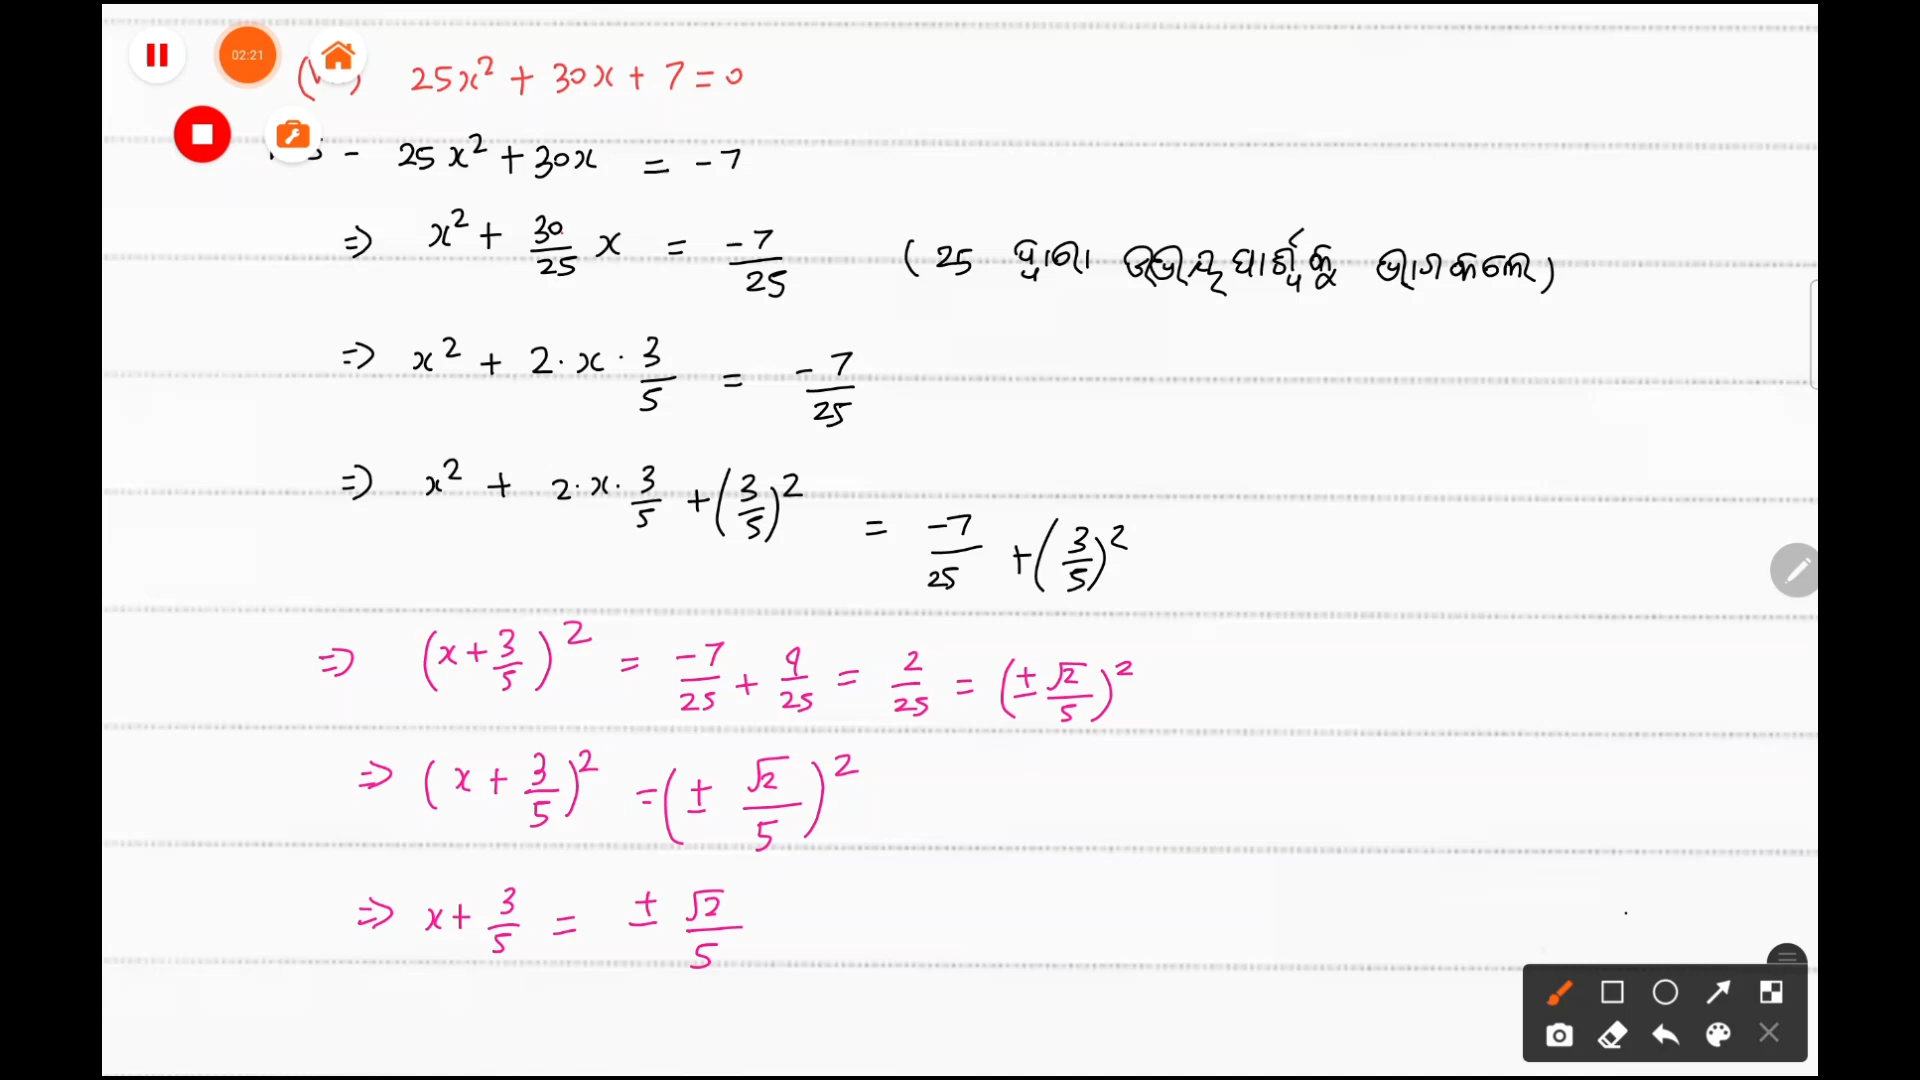 02:21
25x² + 30x + 7 = 0
- 25x² + 30x = -7
⇒ x² + 30/25 x = -7/25 (25 ଦ୍ୱାରା ଉଭୟପାର୍ଶ୍ୱକୁ ଭାଗକଲେ)
⇒ x² + 2·x·3/5 = -7/25
⇒ x² + 2·x·3/5 + (3/5)² = -7/25 + (3/5)²
⇒ (x + 3/5)² = -7/25 + 9/25 = 2/25 = (± √2/5)²
⇒ (x + 3/5)² = (± √2/5)²
⇒ x + 3/5 = ± √2/5